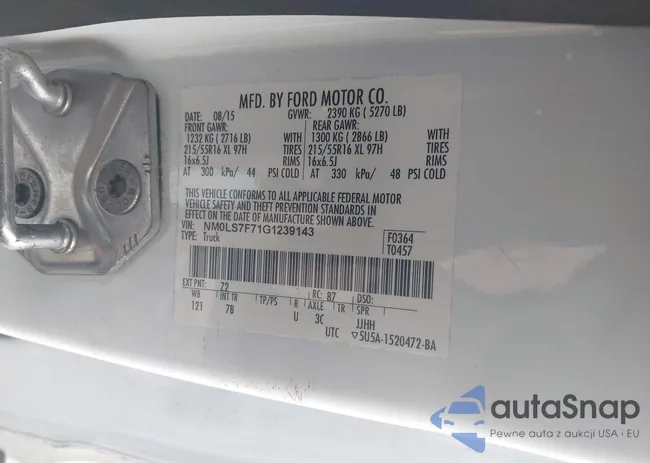 MFD. BY FORD MOTOR CO.
DATE: 08/15 GVWR: 2390 KG ( 5270 LB)
FRONT GAWR: REAR GAWR:
1232 KG ( 2716 LB) WITH 1300 KG ( 2866 LB) WITH
215/55R16 XL 97H TIRES 215/55R16 XL 97H TIRES
16x6.5J RIMS 16x6.5J RIMS
AT 300 kPa/ 44 PSI COLD AT 330 kPa/ 48 PSI COLD
THIS VEHICLE CONFORMS TO ALL APPLICABLE FEDERAL MOTOR
VEHICLE SAFETY AND THEFT PREVENTION STANDARDS IN
EFFECT ON THE DATE OF MANUFACTURE SHOWN ABOVE.
VIN: NM0LS7F71G1239143 F0364
TYPE: Truck T0457
EXT PNT: Z2 RC: 87 DSO:
WB INT TR TP/PS R AXLE TR SPR
121 7B U 3C JJHH
UTC 5U5A-1520472-BA
autaSnap
Pewne auta z aukcji USA i EU